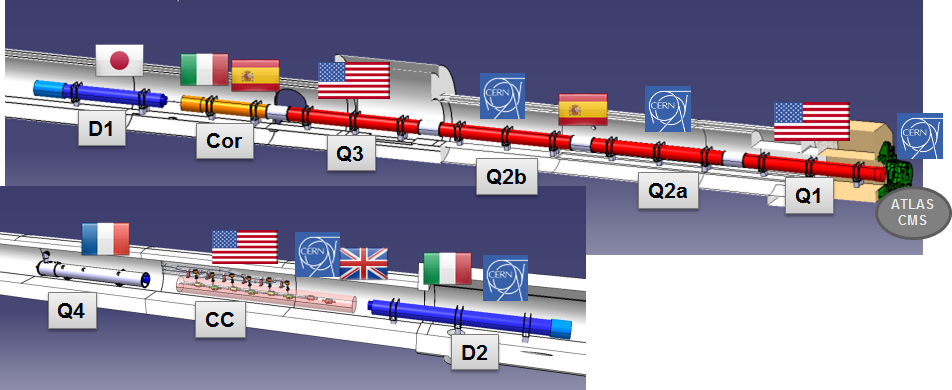 CERN
CERN
CERN
D1
Cor
Q3
Q2b
Q2a
Q1
ATLAS
CMS
CERN
CERN
Q4
CC
D2